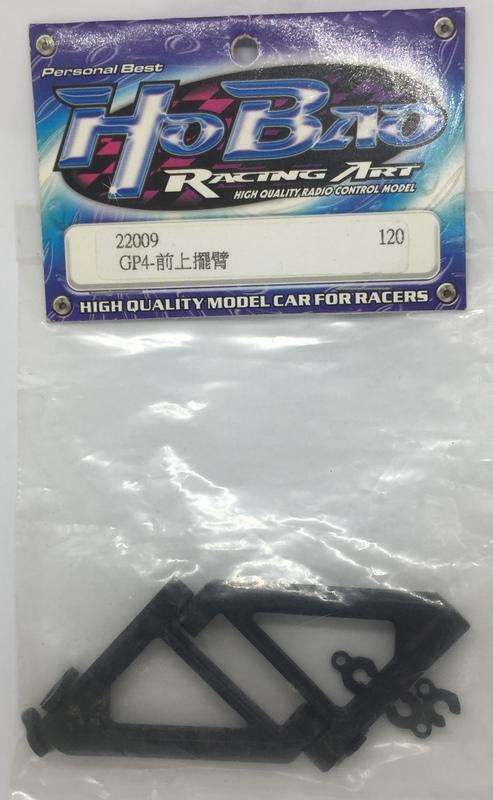 Personal Best
HOBAO
RACING ART
HIGH QUALITY,RADIO CONTROL MODEL
22009 120
GP4-前上擺臂
HIGH QUALITY MODEL CAR FOR RACERS